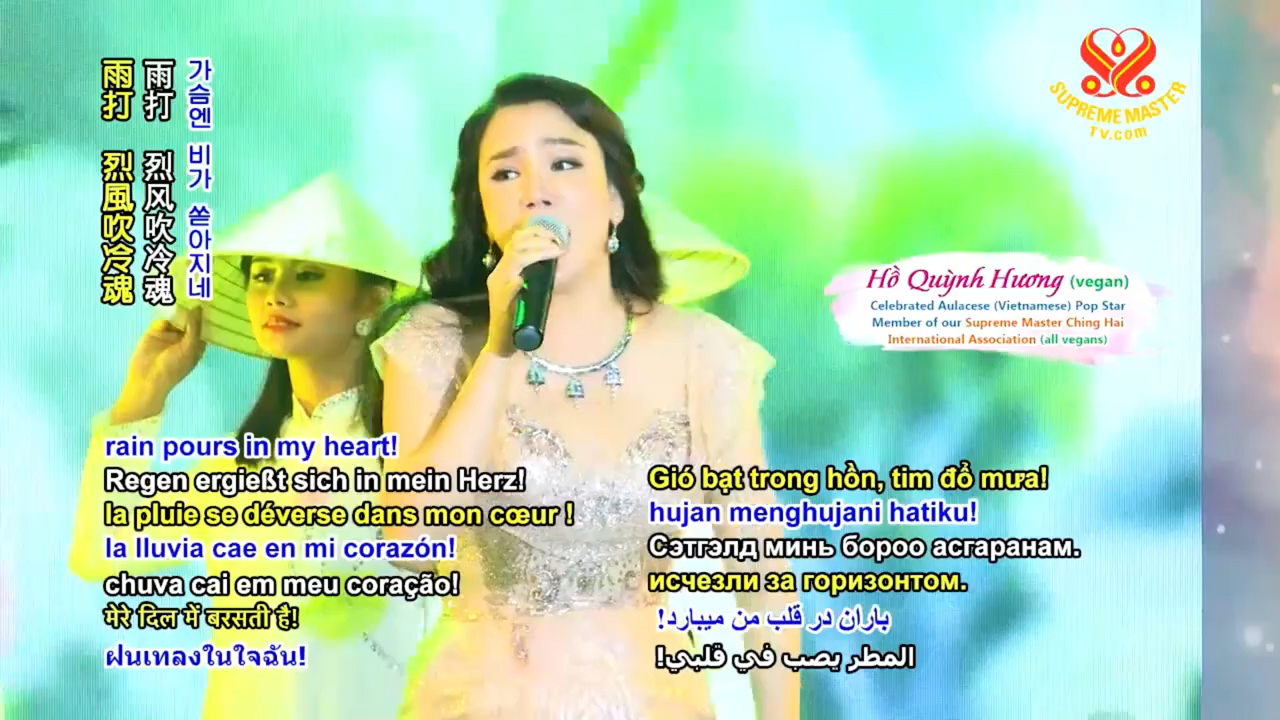 雨打 烈風吹冷魂
雨打 烈风吹冷魂
가슴엔 비가 쏟아지네
SUPREME MASTER
TV.com
Hồ Quỳnh Hương (vegan)
Celebrated Aulacese (Vietnamese) Pop Star
Member of our Supreme Master Ching Hai
International Association (all vegans)
rain pours in my heart!
Regen ergießt sich in mein Herz!
la pluie se déverse dans mon cœur !
la lluvia cae en mi corazón!
chuva cai em meu coração!
मेरे दिल में बरसती है!
ฝนเทลงในใจฉัน!
Gió bạt trong hồn, tim đổ mưa!
hujan menghujani hatiku!
Сэтгэлд минь бороо асгаранам.
исчезли за горизонтом.
باران در قلب من میبارد!
المطر يصب في قلبي!